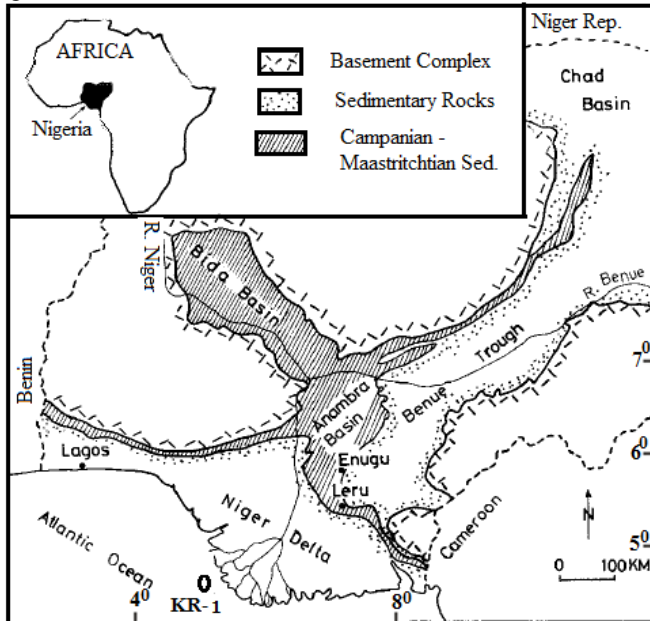 AFRICA
Nigeria
Basement Complex
Sedimentary Rocks
Campanian -
Maastritchtian Sed.
Niger Rep.
Chad
Basin
R. Niger
Bida Basin
R. Benue
Trough
Benue
Anambra
Basin
Benin
Lagos
Enugu
Leru
Niger
Delta
Cameroon
Atlantic Ocean
KR-1
N
0 100 KM
7⁰
6⁰
5⁰
4⁰
8⁰